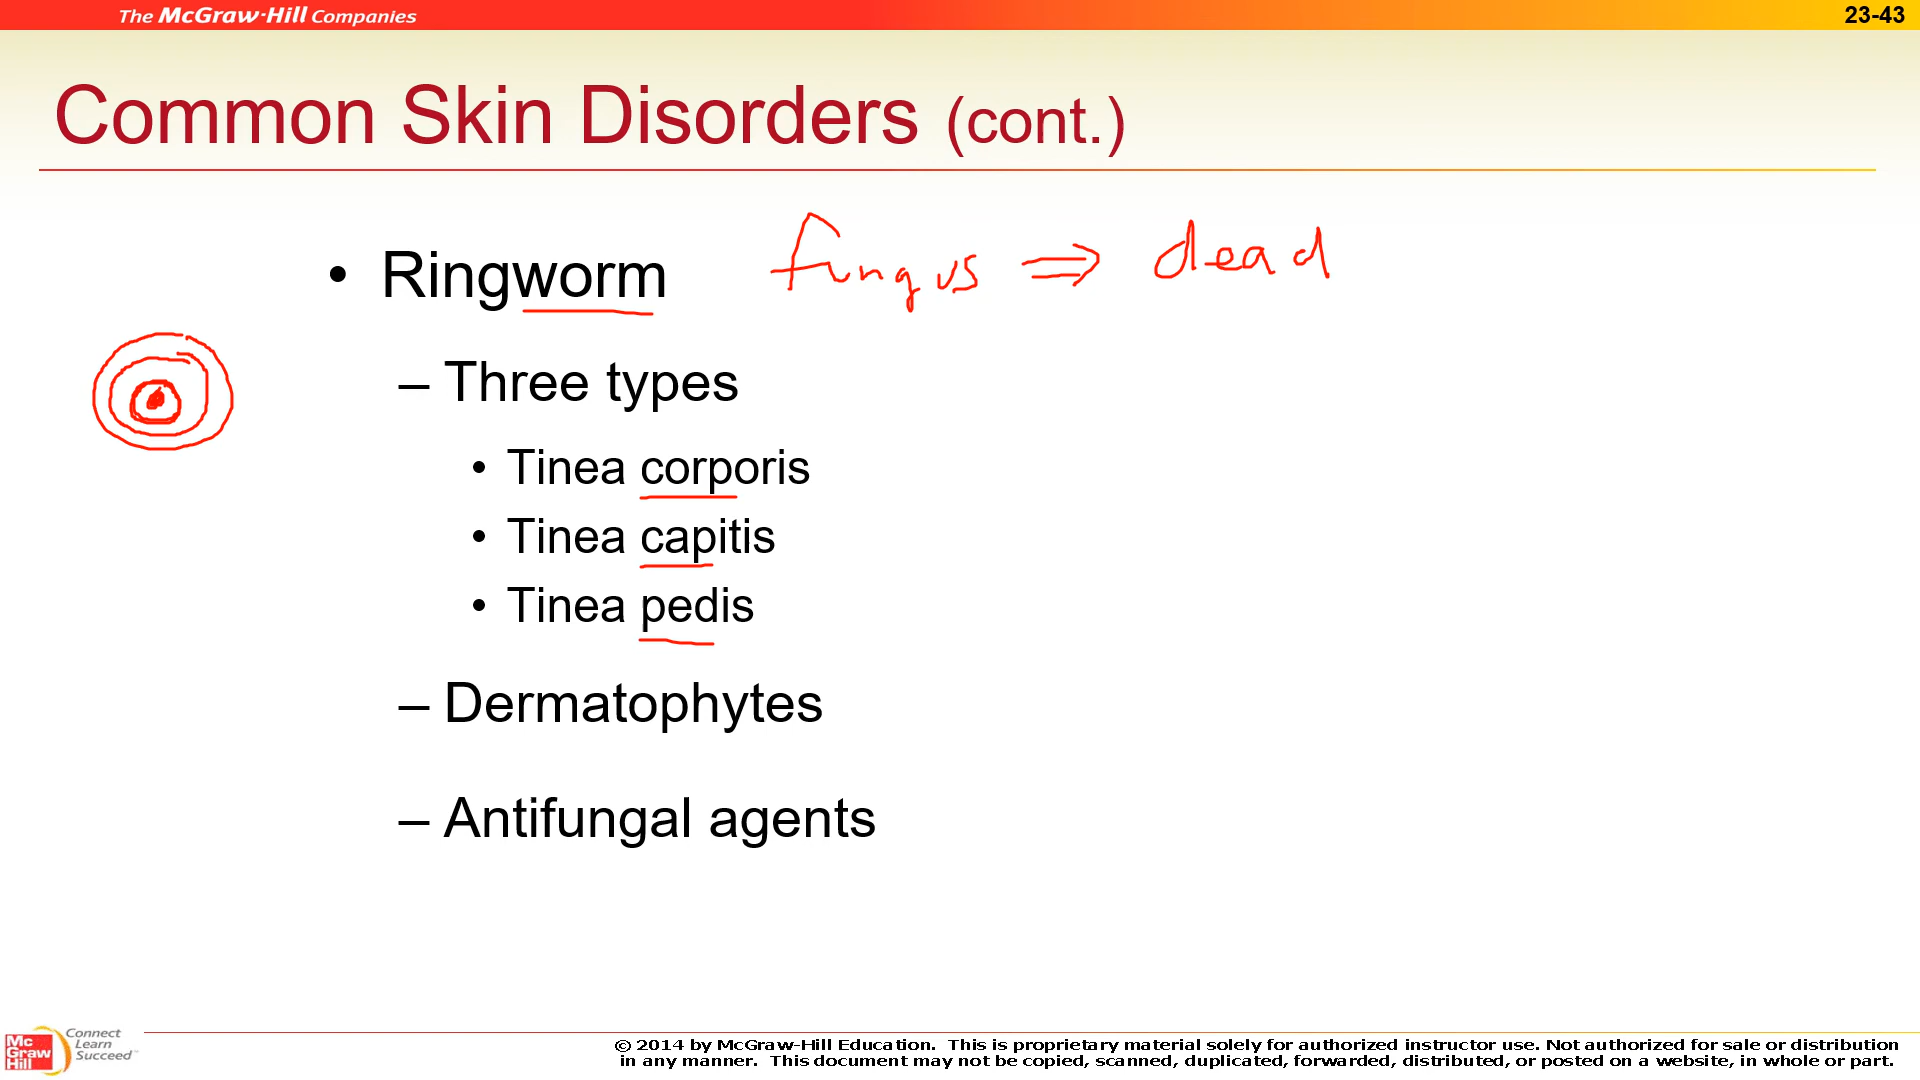 The McGraw-Hill Companies
23-43
Common Skin Disorders (cont.)
• Ringworm fungus ⇒ dead
– Three types
• Tinea corporis
• Tinea capitis
• Tinea pedis
– Dermatophytes
– Antifungal agents
Mc Graw Hill
Connect
Learn
Succeed™
© 2014 by McGraw-Hill Education. This is proprietary material solely for authorized instructor use. Not authorized for sale or distribution
in any manner. This document may not be copied, scanned, duplicated, forwarded, distributed, or posted on a website, in whole or part.